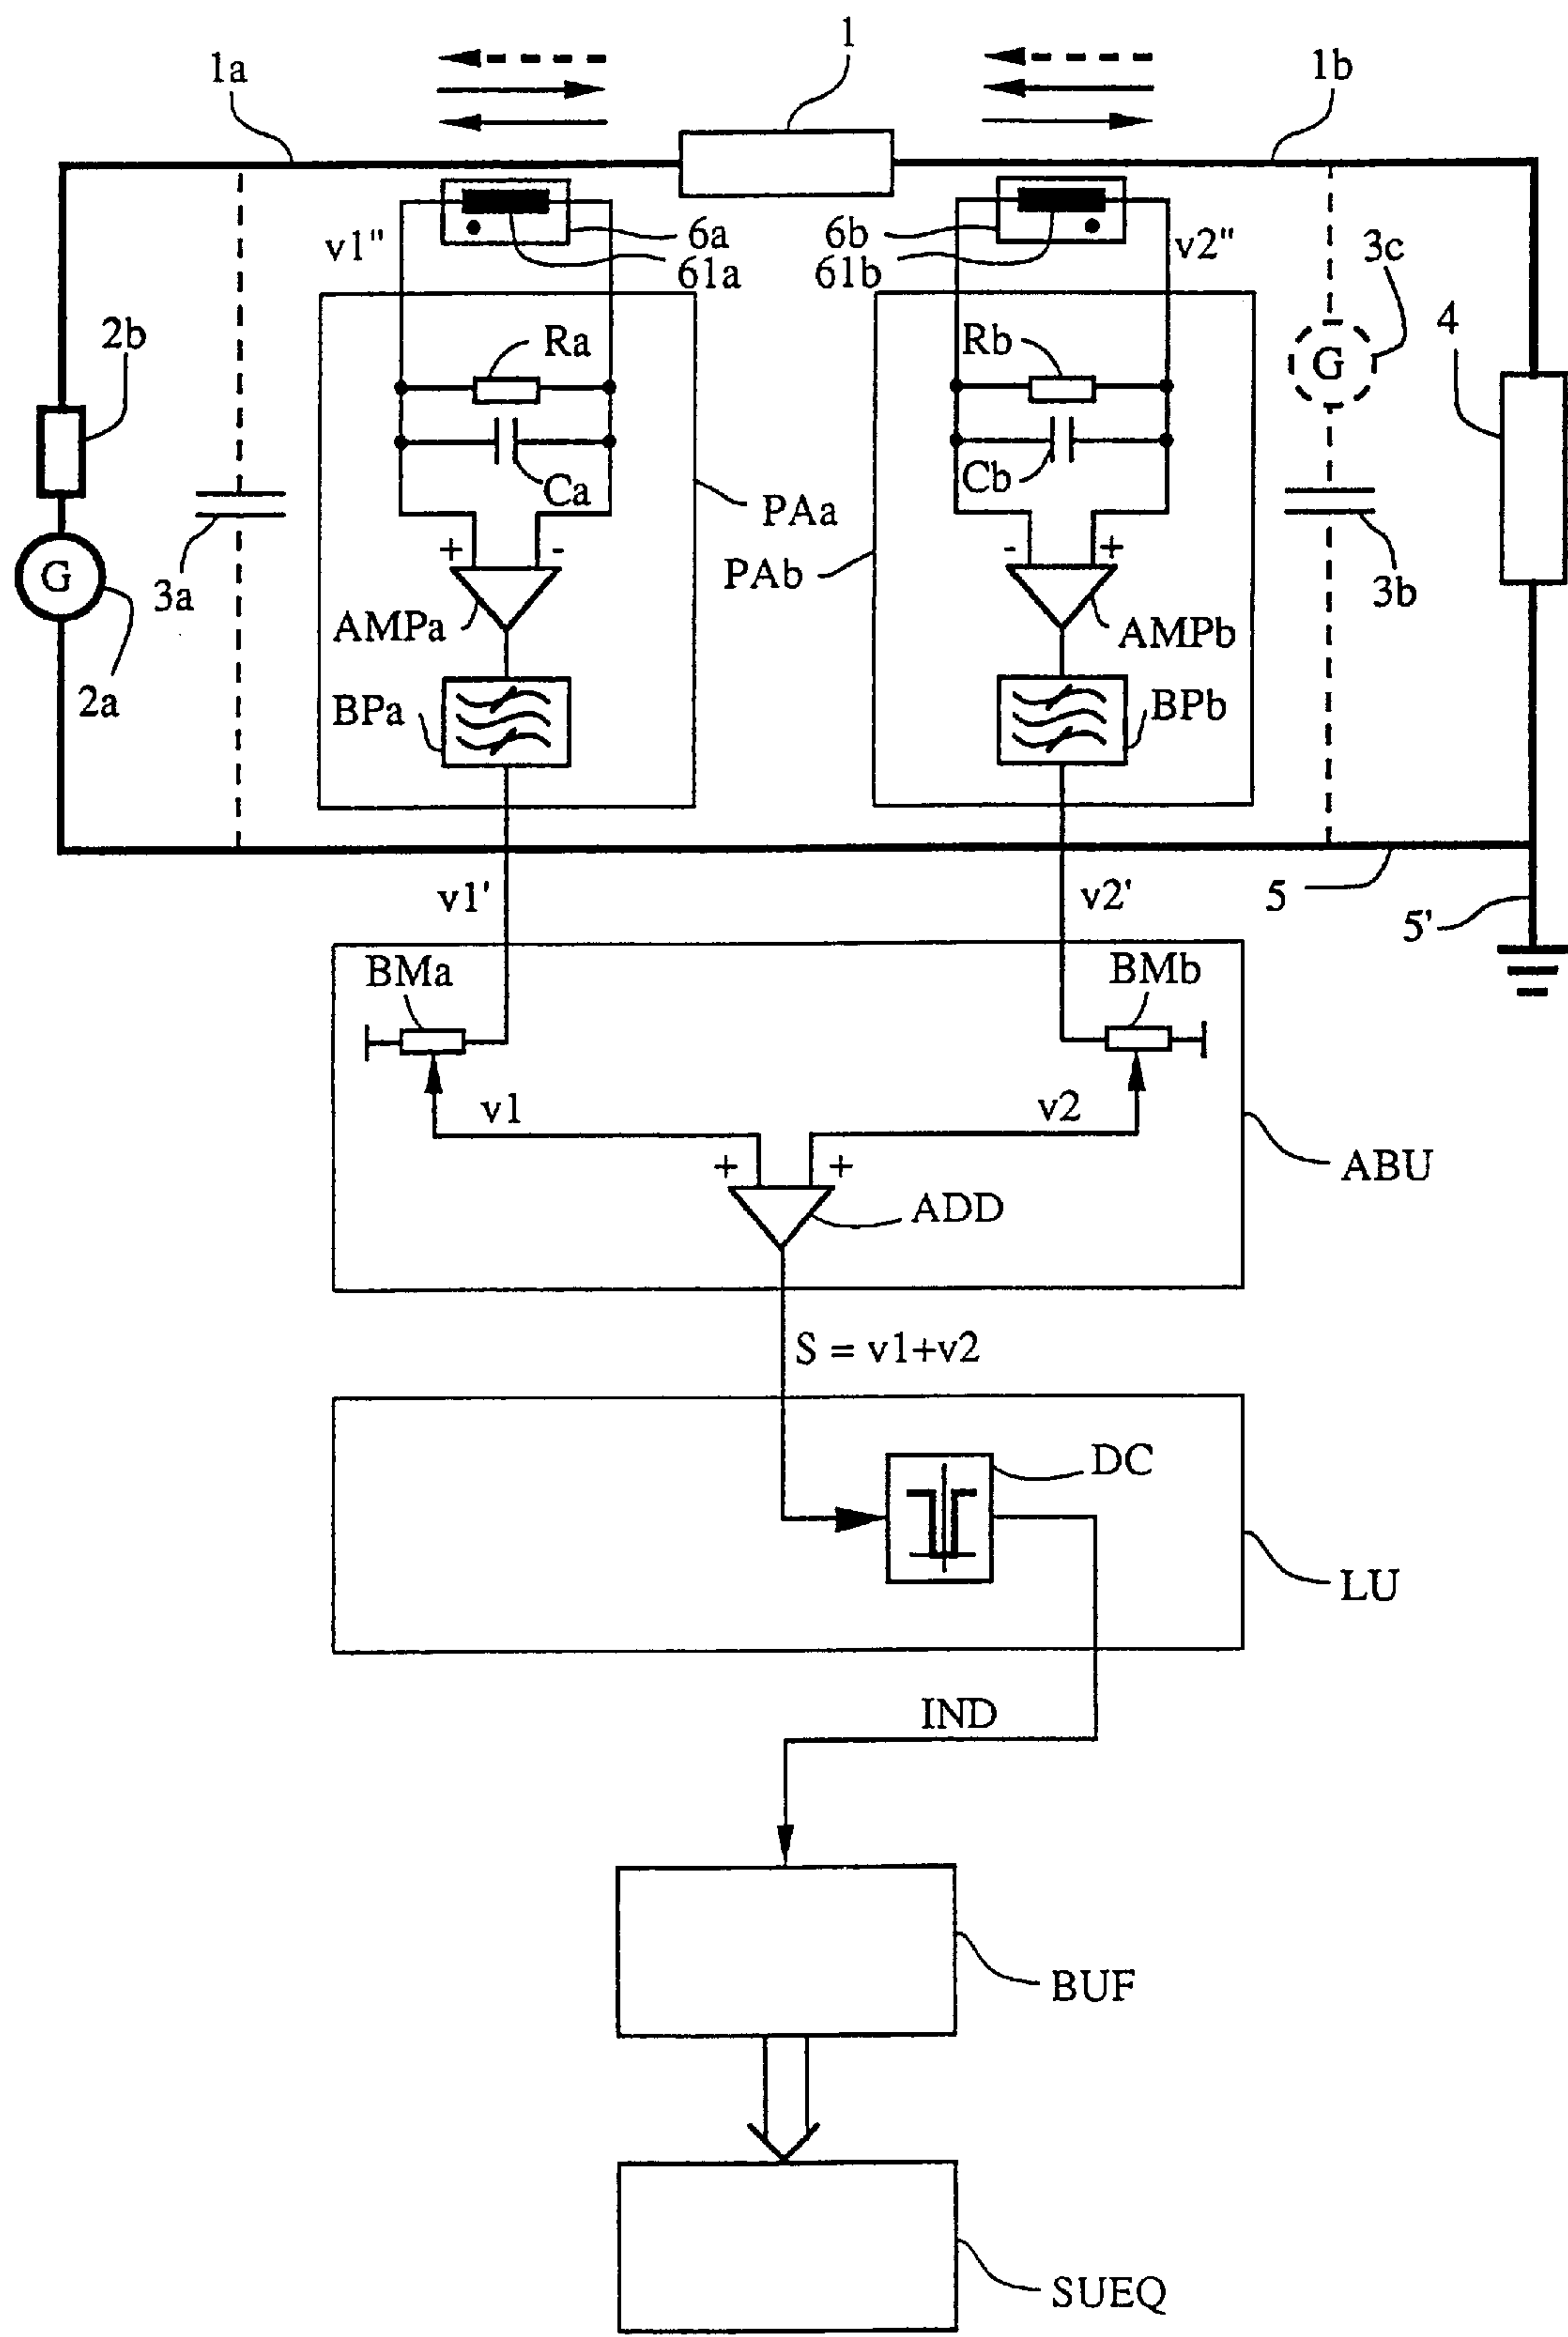 1
1a
1b
6a
6b
v1"
61a
61b
v2"
3c
2b
Ra
Rb
G
4
Ca
Cb
PAa
+ -
- +
PAb
G
3a
3b
AMPa
AMPb
2a
BPa
BPb
v1'
v2'
5
5'
BMa
BMb
v1
v2
+ +
ABU
ADD
S = v1+v2
DC
LU
IND
BUF
SUEQ